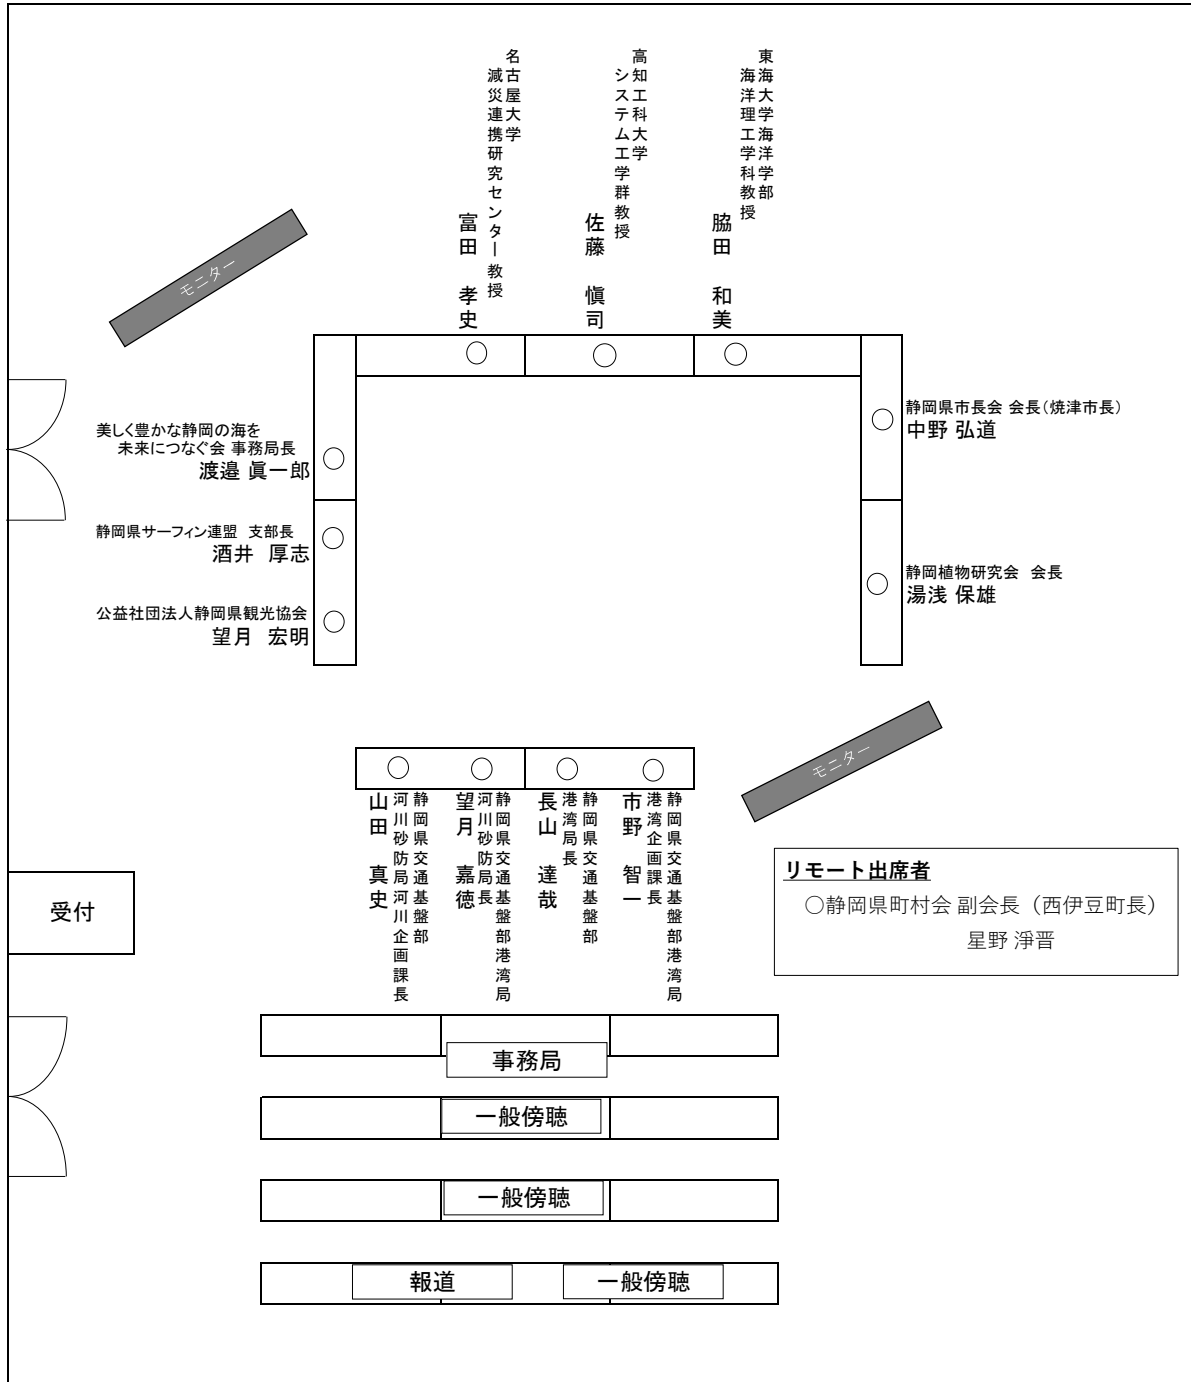 東海大学海洋学部
海洋理工学科教授
脇田 和美
高知工科大学
システム工学群教授
佐藤 愼司
名古屋大学
減災連携研究センター 教授
富田 孝史
モニター
美しく豊かな静岡の海を
未来につなぐ会 事務局長
渡邉 眞一郎
静岡県サーフィン連盟 支部長
酒井 厚志
公益社団法人静岡県観光協会
望月 宏明
静岡県市長会 会長（焼津市長）
中野 弘道
静岡植物研究会 会長
湯浅 保雄
モニター
静岡県交通基盤部港湾局
港湾企画課長
市野 智一
静岡県交通基盤部
港湾局長
長山 達哉
静岡県交通基盤部港湾局
河川砂防局長
望月 嘉徳
静岡県交通基盤部
河川砂防局河川企画課長
山田 真史
リモート出席者
○静岡県町村会 副会長（西伊豆町長）
星野 淨晋
受付
事務局
一般傍聴
一般傍聴
報道
一般傍聴